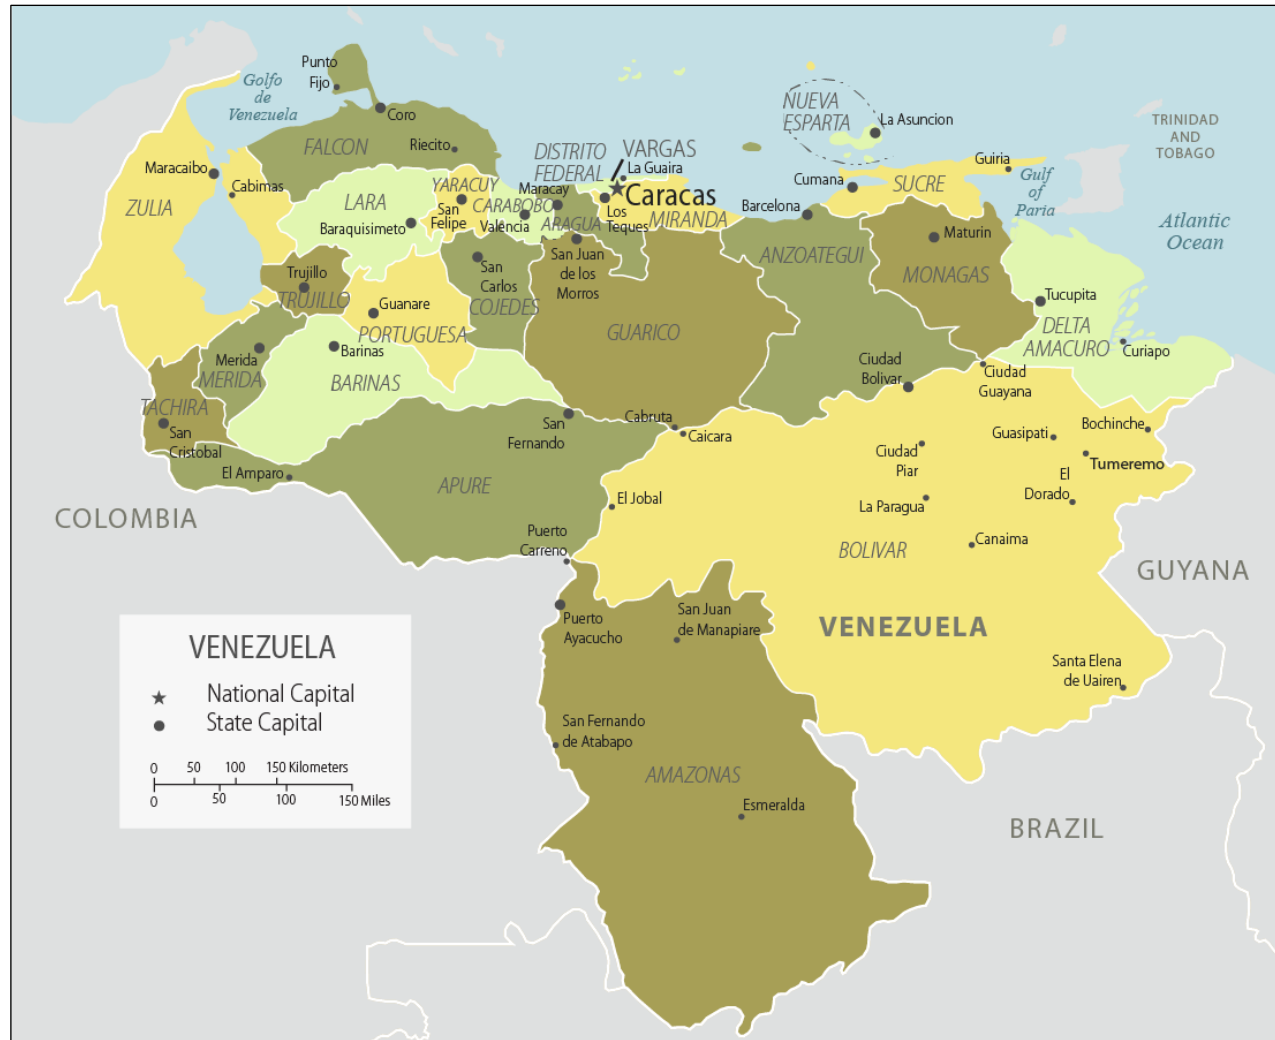 Punto
Fijo
Golfo
de
Venezuela
Coro
NUEVA
ESPARTA
La Asuncion
TRINIDAD
AND
TOBAGO
FALCON
Riecito
DISTRITO
FEDERAL
VARGAS
La Guaira
Maracaibo
Cabimas
Guiria
Gulf
of
Paria
Cumana
SUCRE
ZULIA
LARA
YARACUY
San
Felipe
CARABOBO
Valencia
Maracay
ARAGUA
Caracas
Los
Teques
MIRANDA
Barcelona
Atlantic
Ocean
Baraquisimeto
San Juan
de los
Morros
ANZOATEGUI
Maturin
MONAGAS
Trujillo
TRUJILLO
San
Carlos
COJEDES
Guanare
PORTUGUESA
GUARICO
Tucupita
DELTA
AMACURO
Curiapo
Merida
MERIDA
Barinas
BARINAS
Ciudad
Bolivar
Ciudad
Guayana
TACHIRA
San
Cristobal
San
Fernando
Cabruta
Caicara
Guasipati
Bochinche
Ciudad
Piar
Tumeremo
El Amparo
APURE
El
Dorado
El Jobal
La Paragua
COLOMBIA
Puerto
Carreno
BOLIVAR
Canaima
GUYANA
Puerto
Ayacucho
San Juan
de Manapiare
VENEZUELA
Santa Elena
de Uairen
VENEZUELA
National Capital
State Capital
0 50 100 150 Kilometers
0 50 100 150 Miles
San Fernando
de Atabapo
AMAZONAS
Esmeralda
BRAZIL